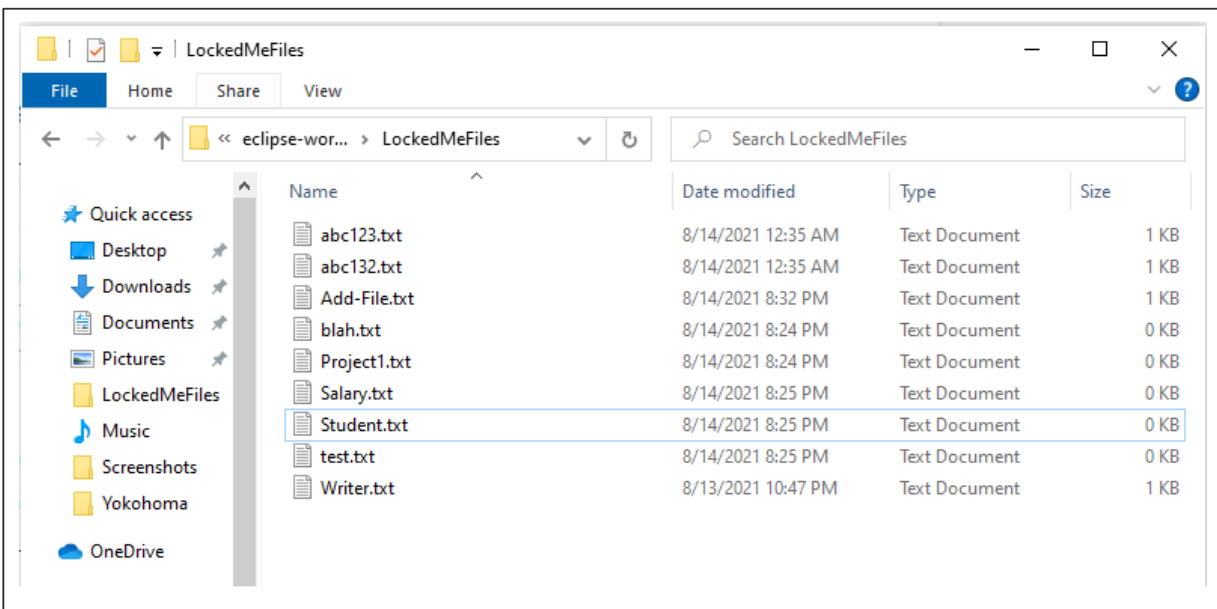 LockedMeFiles
File Home Share View ?
« eclipse-wor... > LockedMeFiles Search LockedMeFiles
Name Date modified Type Size
Quick access
Desktop
Downloads
Documents
Pictures
LockedMeFiles
Music
Screenshots
Yokohoma
OneDrive
abc123.txt 8/14/2021 12:35 AM Text Document 1 KB
abc132.txt 8/14/2021 12:35 AM Text Document 1 KB
Add-File.txt 8/14/2021 8:32 PM Text Document 1 KB
blah.txt 8/14/2021 8:24 PM Text Document 0 KB
Project1.txt 8/14/2021 8:24 PM Text Document 0 KB
Salary.txt 8/14/2021 8:25 PM Text Document 0 KB
Student.txt 8/14/2021 8:25 PM Text Document 0 KB
test.txt 8/14/2021 8:25 PM Text Document 0 KB
Writer.txt 8/13/2021 10:47 PM Text Document 1 KB